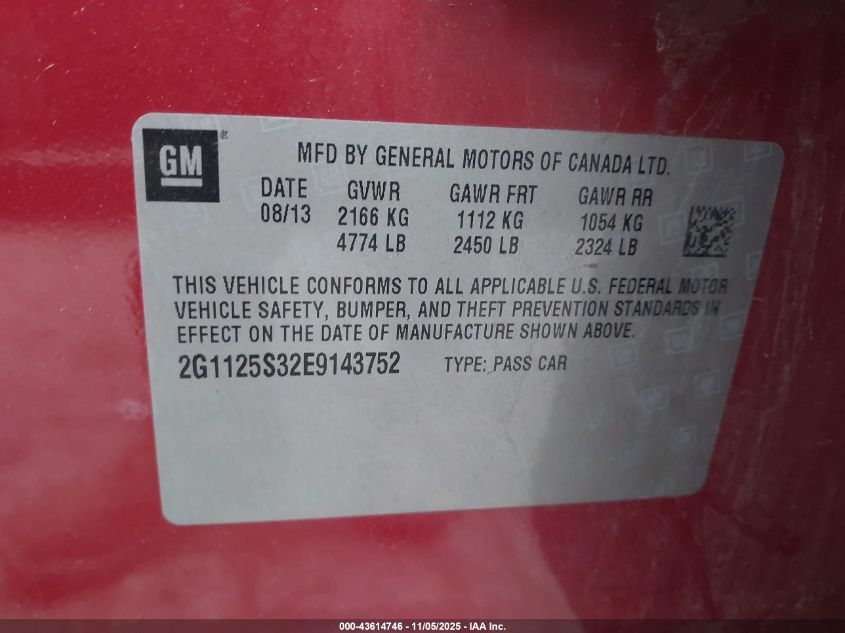 GM®
MFD BY GENERAL MOTORS OF CANADA LTD.
DATE GVWR GAWR FRT GAWR RR
08/13 2166 KG 1112 KG 1054 KG
4774 LB 2450 LB 2324 LB
THIS VEHICLE CONFORMS TO ALL APPLICABLE U.S. FEDERAL MOTOR
VEHICLE SAFETY, BUMPER, AND THEFT PREVENTION STANDARDS IN
EFFECT ON THE DATE OF MANUFACTURE SHOWN ABOVE.
2G1125S32E9143752 TYPE: PASS CAR
000-43614746 - 11/05/2025 - IAA Inc.